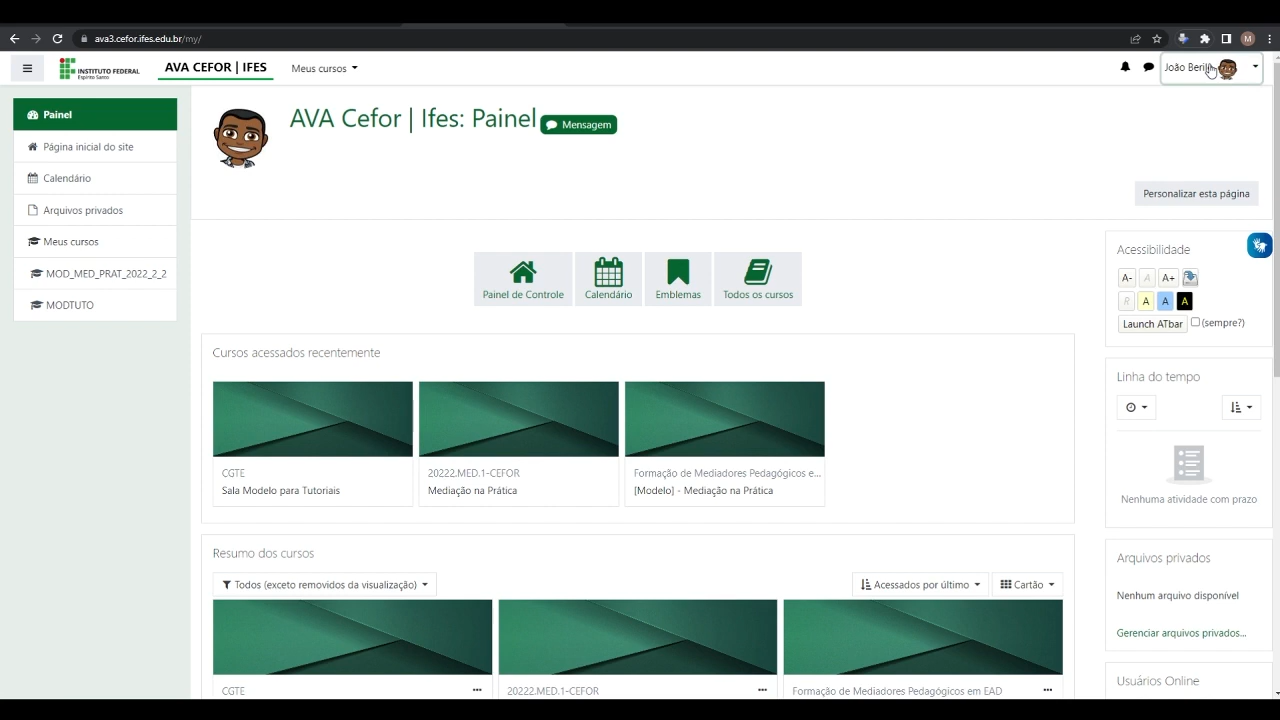 ava3.cefor.ifes.edu.br/my/
M
INSTITUTO FEDERAL
Espírito Santo
AVA CEFOR | IFES
Meus cursos
João
Painel
Página inicial do site
Calendário
Arquivos privados
Meus cursos
MOD_MED_PRAT_2022_2_2
MODTUTO
AVA Cefor | Ifes: Painel
Mensagem
Personalizar esta página
Painel de Controle
Calendário
Emblemas
Todos os cursos
Cursos acessados recentemente
CGTE
Sala Modelo para Tutoriais
20222.MED.1-CEFOR
Mediação na Prática
Formação de Mediadores Pedagógicos e...
[Modelo] - Mediação na Prática
Resumo dos cursos
Todos (exceto removidos da visualização)
Acessados por último
Cartão
CGTE
20222.MED.1-CEFOR
Formação de Mediadores Pedagógicos em EAD
Acessibilidade
A- A A+
R A A A
Launch ATbar (sempre?)
Linha do tempo
Nenhuma atividade com prazo
Arquivos privados
Nenhum arquivo disponível
Gerenciar arquivos privados...
Usuários Online